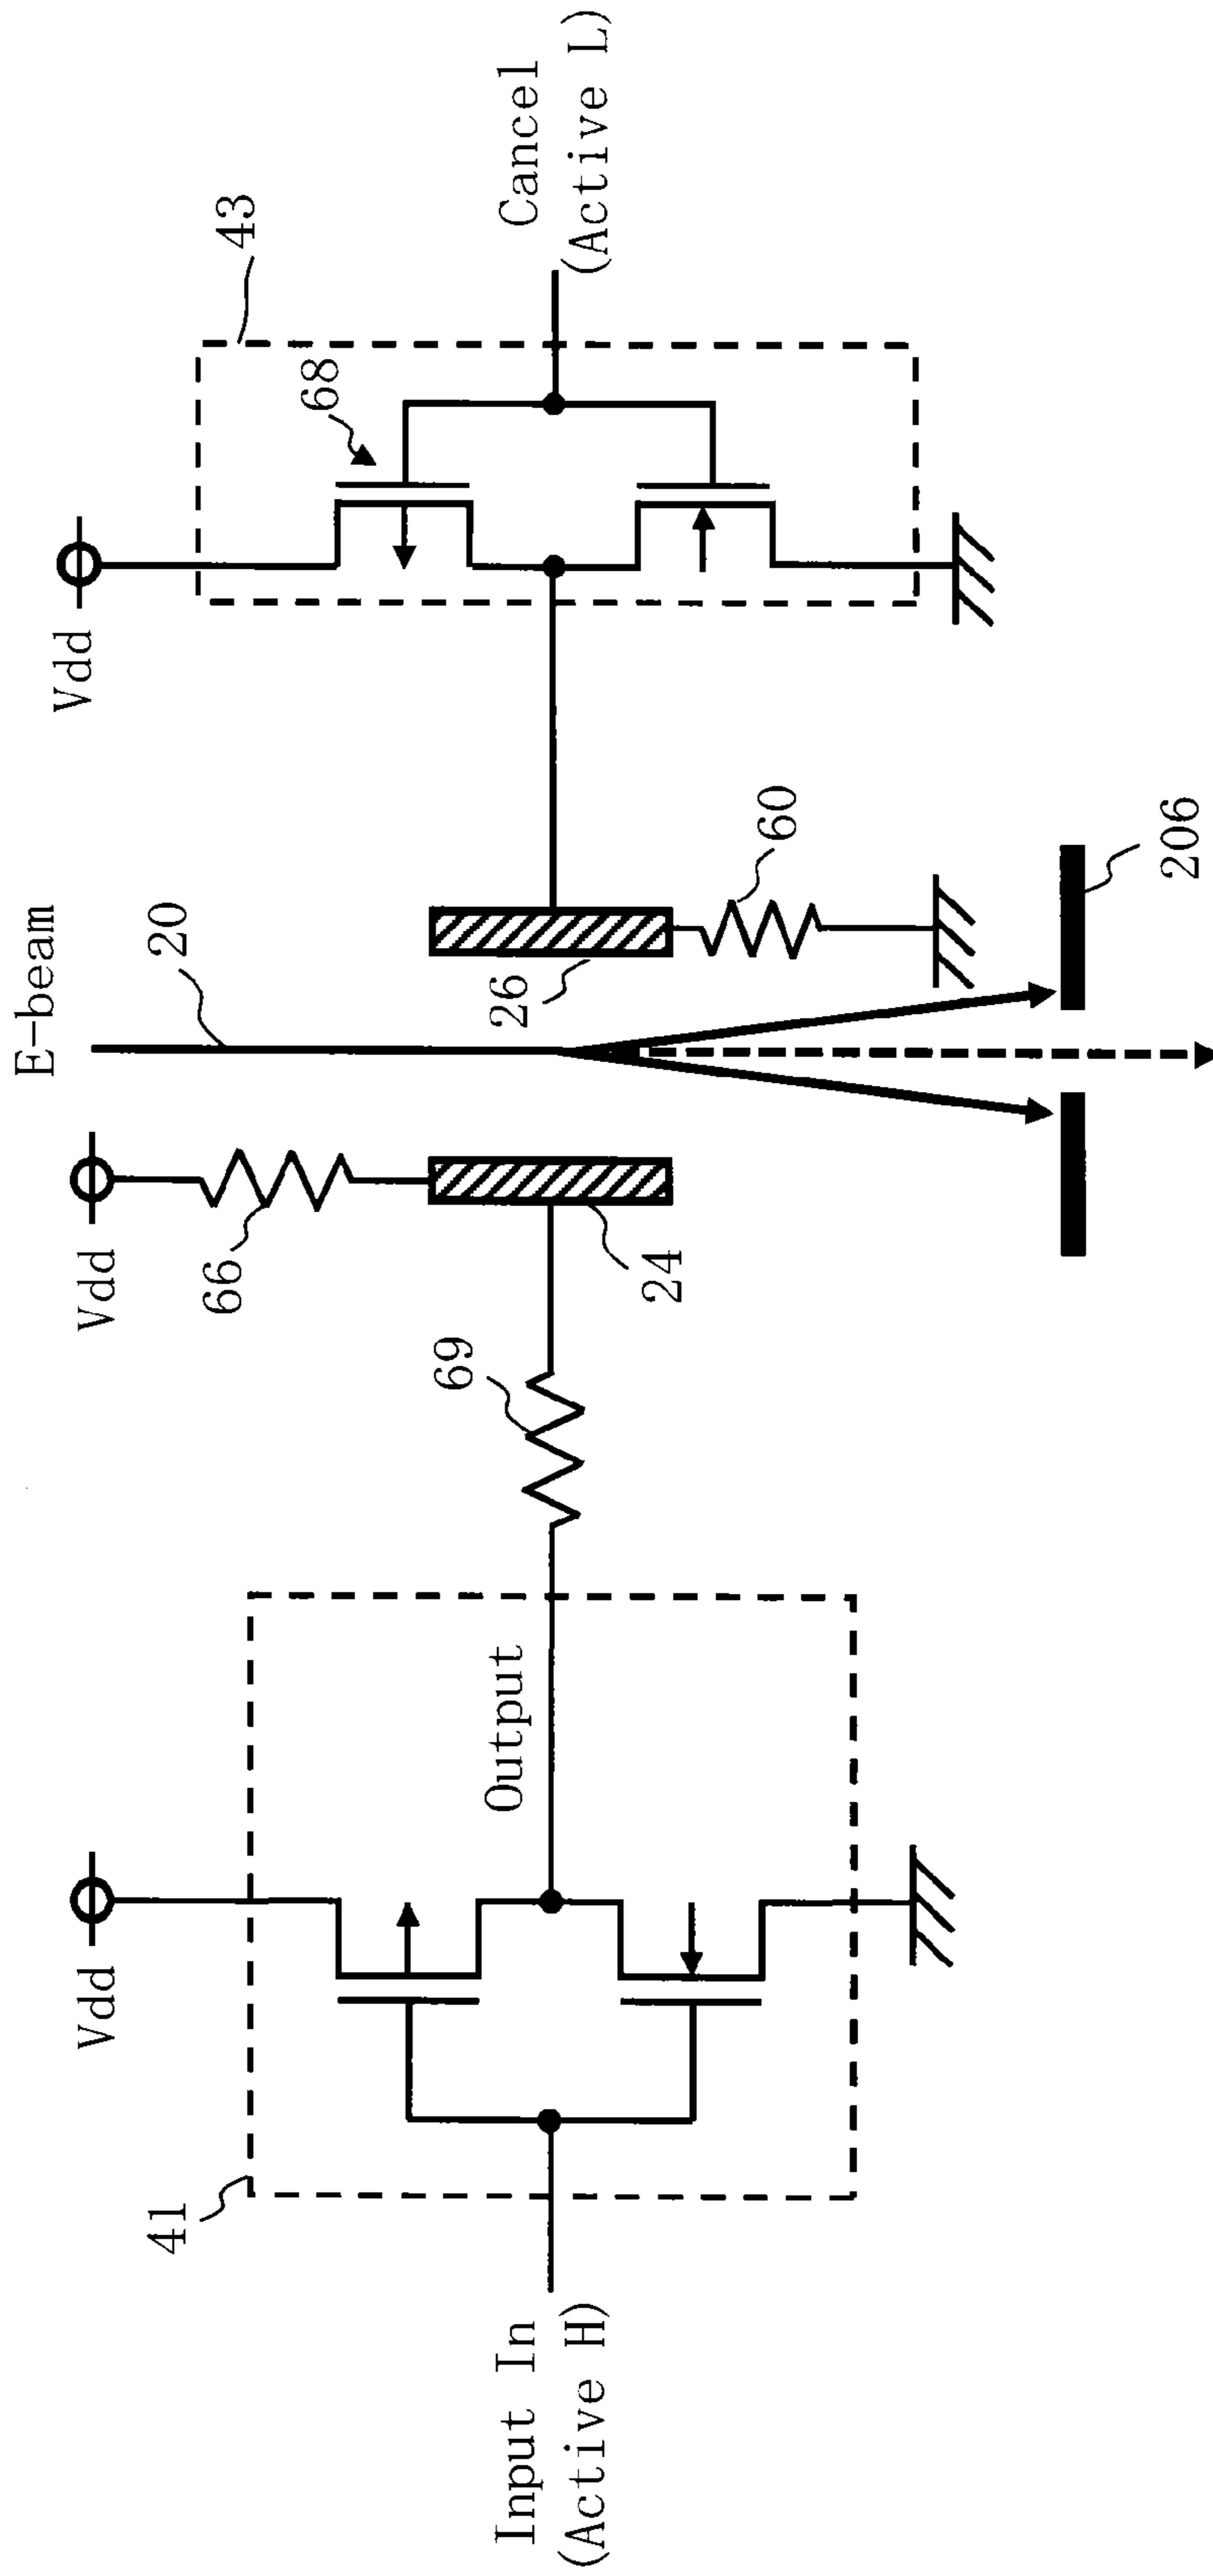 E-beam
20
Vdd
66
Vdd
43
68
Vdd
41
Input In
(Active H)
Output
69
24
26
60
Cancel
(Active L)
206